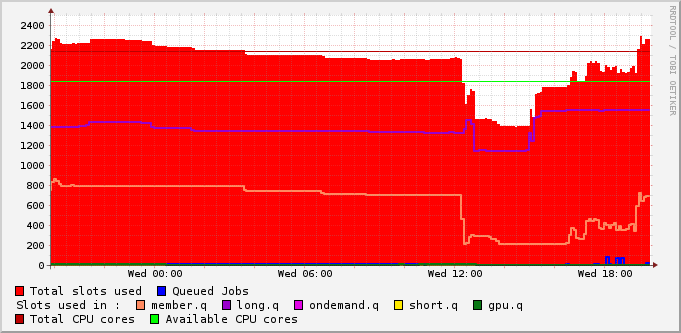 RRDTOOL / TOBI OETIKER
2400
2200
2000
1800
1600
1400
1200
1000
800
600
400
200
0
Wed 00:00 Wed 06:00 Wed 12:00 Wed 18:00
Total slots used Queued Jobs
Slots used in : member.q long.q ondemand.q short.q gpu.q
Total CPU cores Available CPU cores